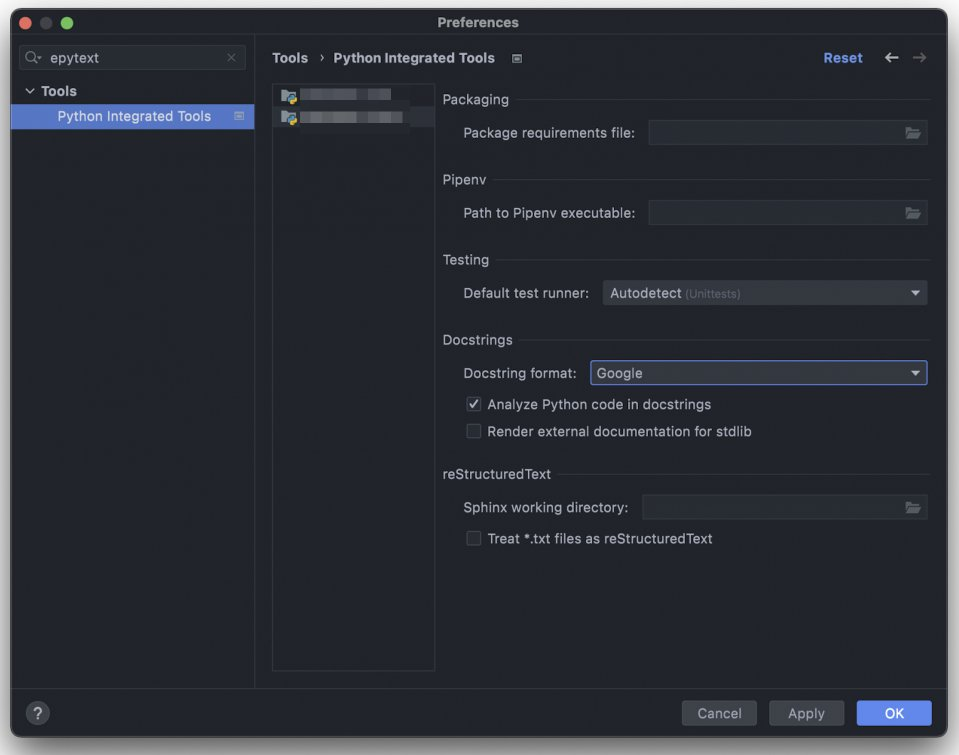 Preferences
epytext
Tools
Python Integrated Tools
Tools › Python Integrated Tools
Reset
Packaging
Package requirements file:
Pipenv
Path to Pipenv executable:
Testing
Default test runner: Autodetect (Unittests)
Docstrings
Docstring format: Google
Analyze Python code in docstrings
Render external documentation for stdlib
reStructuredText
Sphinx working directory:
Treat *.txt files as reStructuredText
?
Cancel
Apply
OK